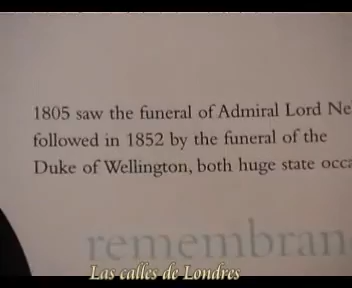 1805 saw the funeral of Admiral Lord Ne
followed in 1852 by the funeral of the
Duke of Wellington, both huge state occa
remembran
Las calles de Londres